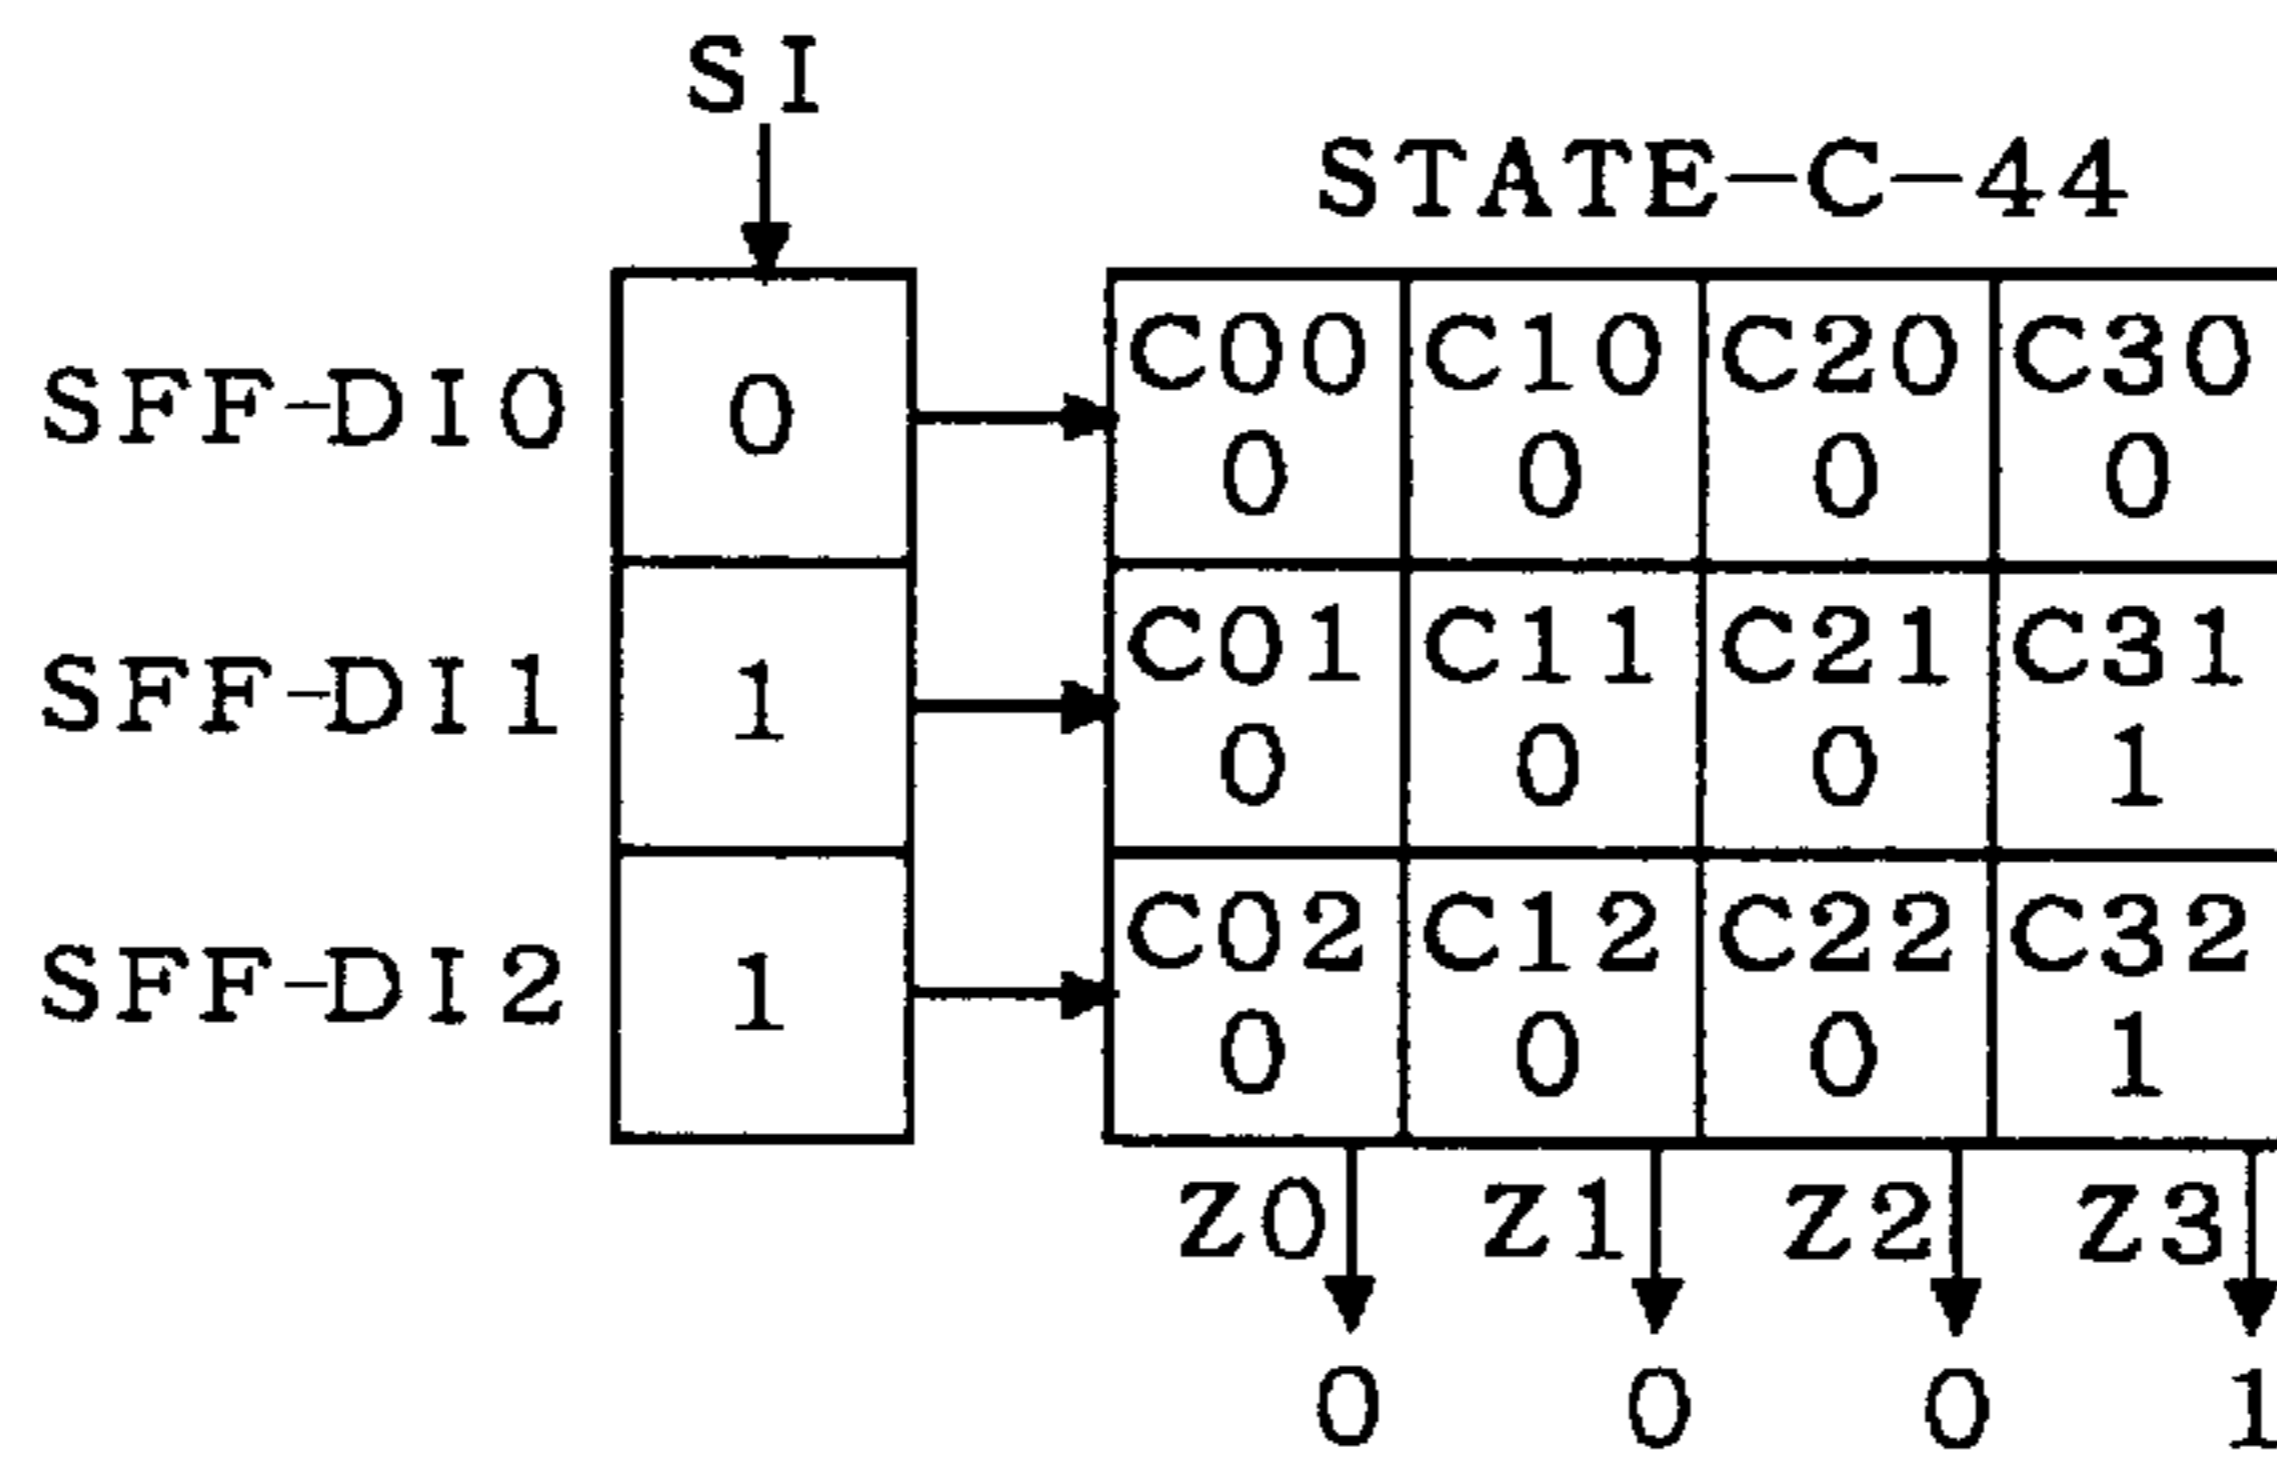 SI
STATE-C-44
SFF-DI0 0 C00 C10 C20 C30
0 0 0 0
SFF-DI1 1 C01 C11 C21 C31
0 0 0 1
SFF-DI2 1 C02 C12 C22 C32
0 0 0 1
Z0 Z1 Z2 Z3
0 0 0 1